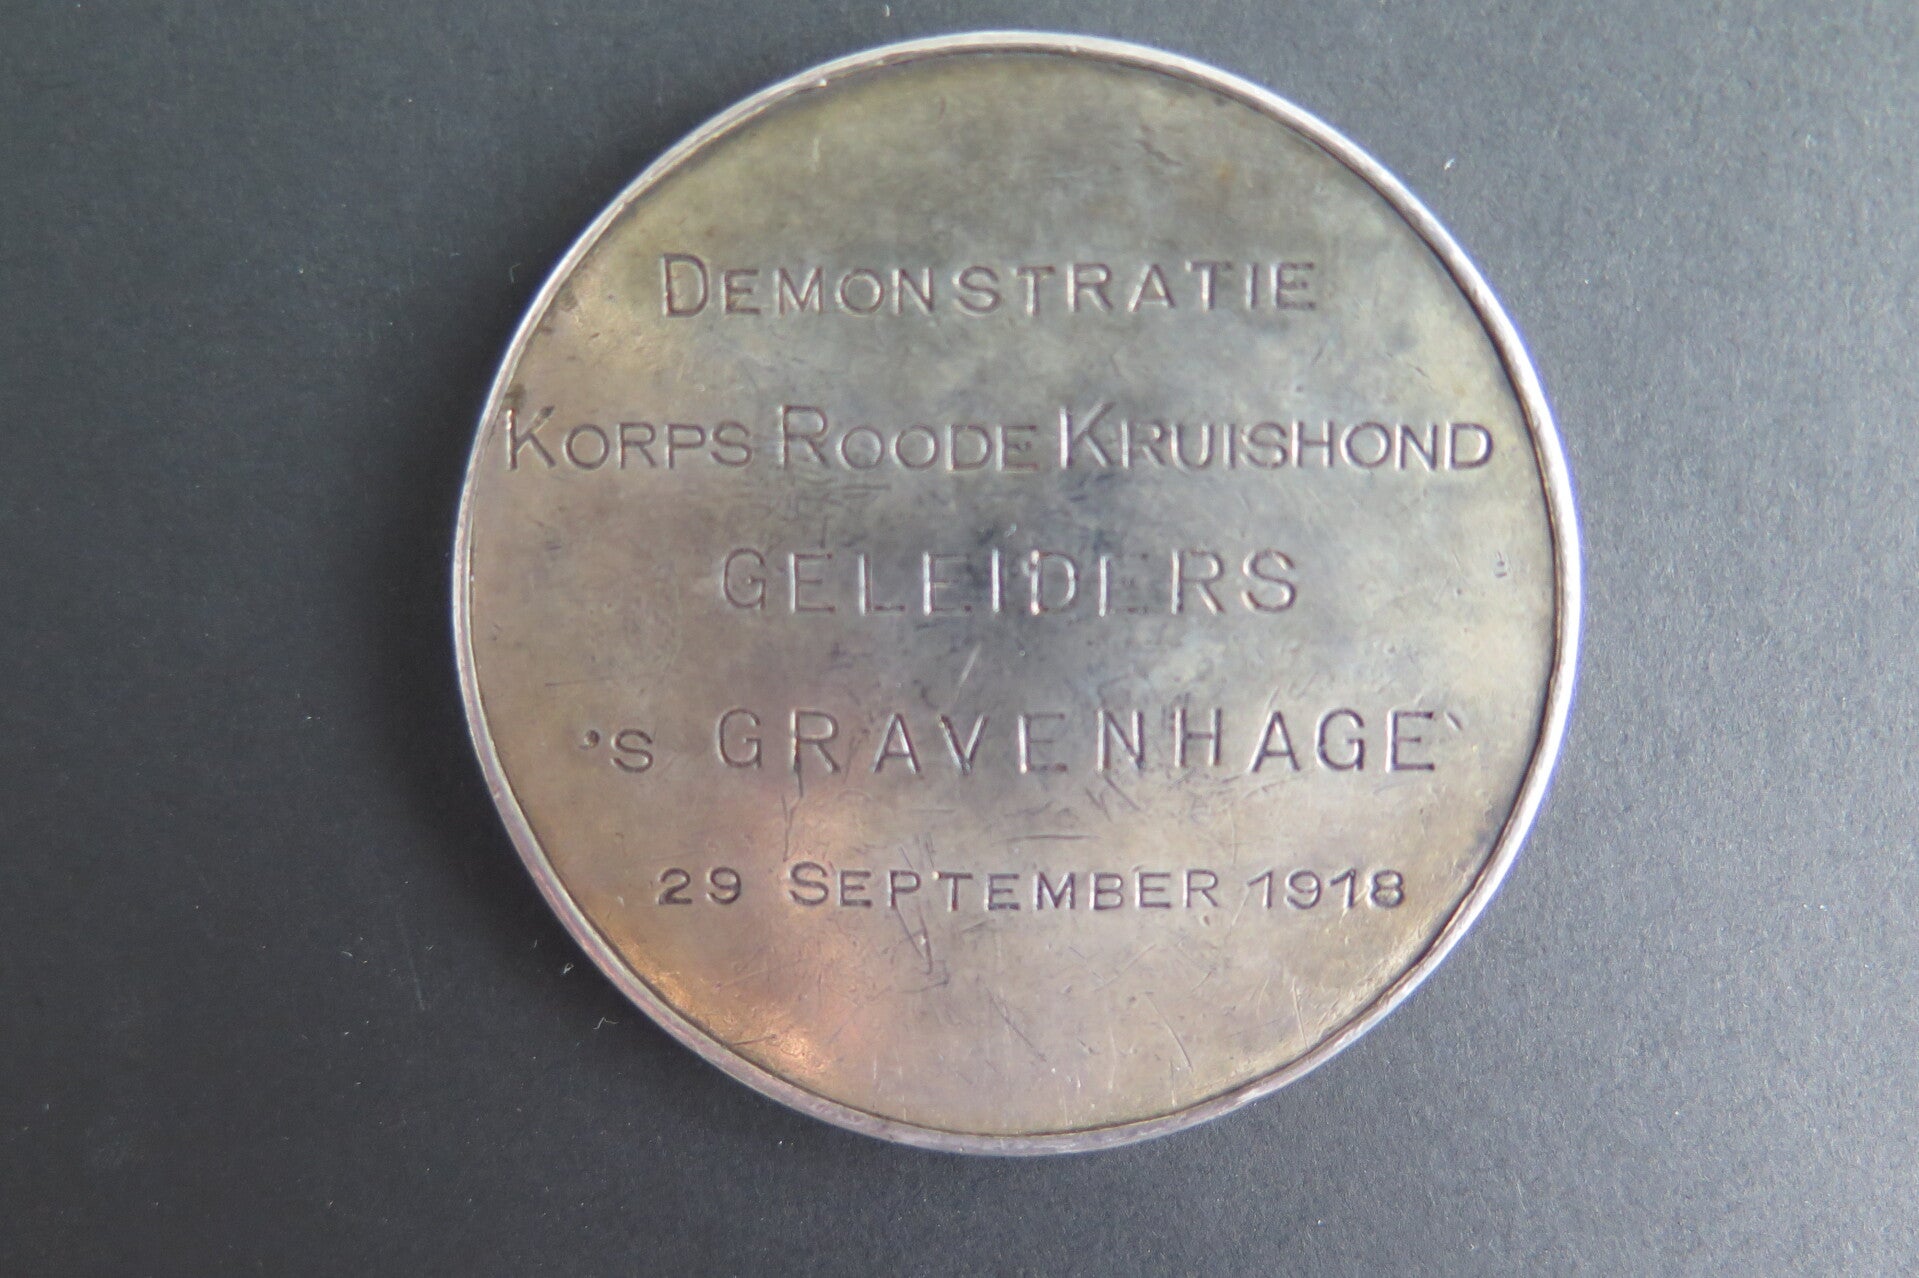 DEMONSTRATIE
KORPS ROODE KRUISHOND
GELEIDERS
'S GRAVENHAGE
29 SEPTEMBER 1918